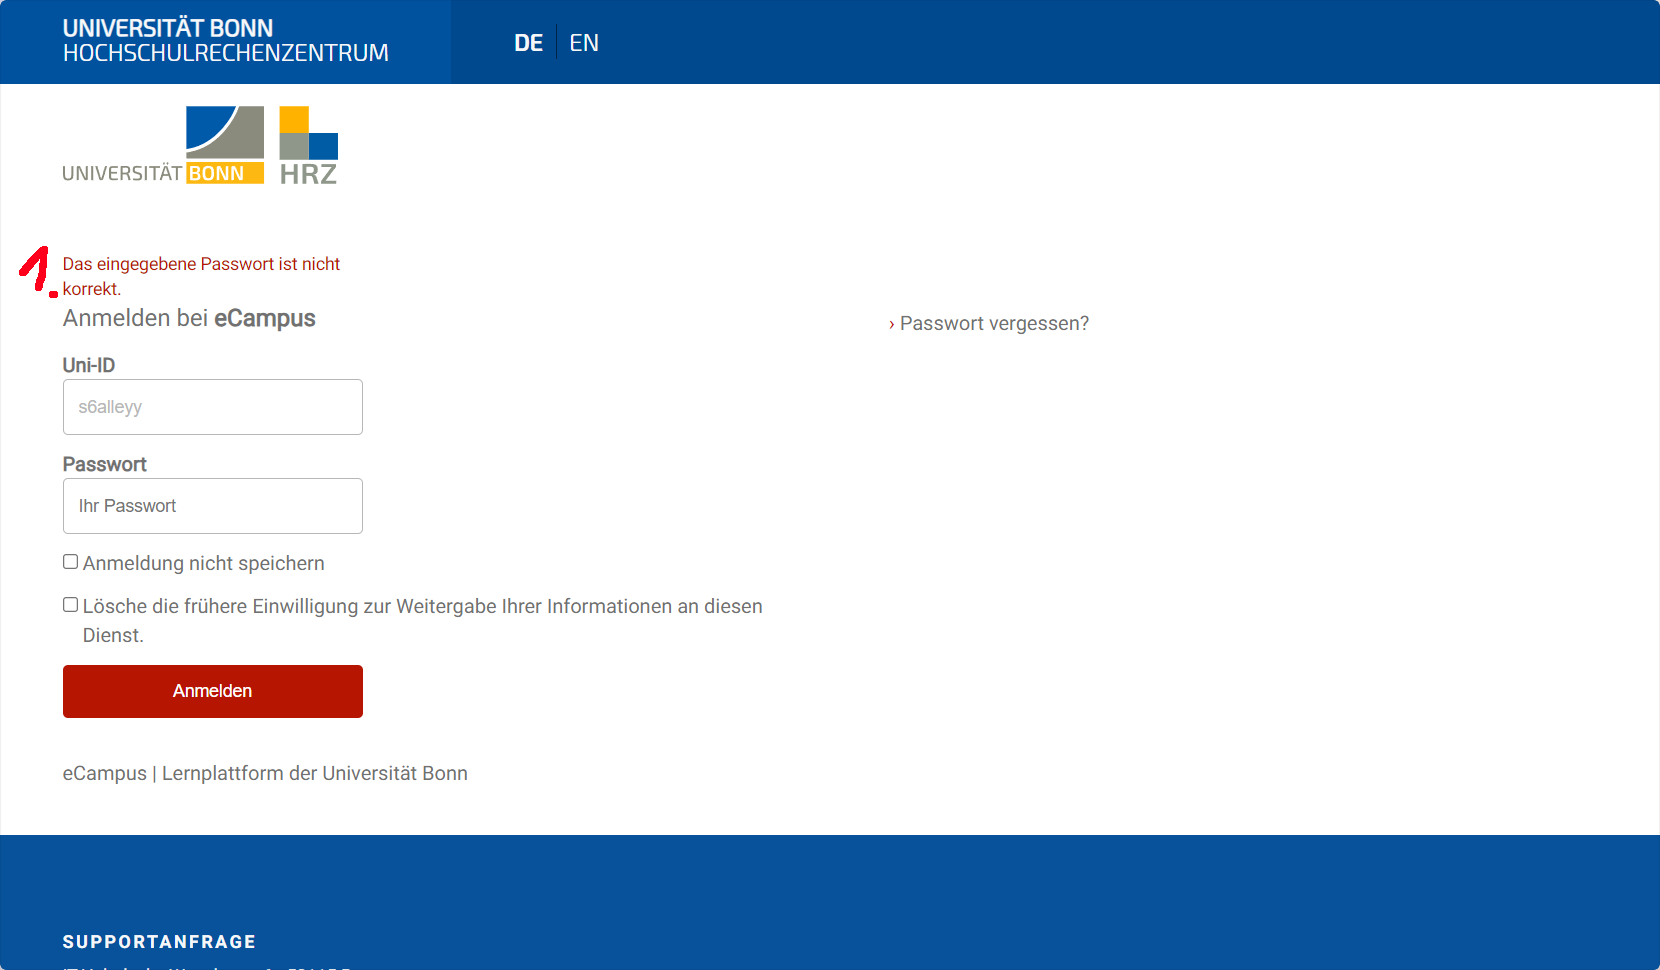 UNIVERSITÄT BONN
HOCHSCHULRECHENZENTRUM
DE | EN
UNIVERSITÄT BONN
HRZ
1.
Das eingegebene Passwort ist nicht
korrekt.
Anmelden bei eCampus
› Passwort vergessen?
Uni-ID
s6alleyy
Passwort
Ihr Passwort
Anmeldung nicht speichern
Lösche die frühere Einwilligung zur Weitergabe Ihrer Informationen an diesen
Dienst.
Anmelden
eCampus | Lernplattform der Universität Bonn
SUPPORTANFRAGE